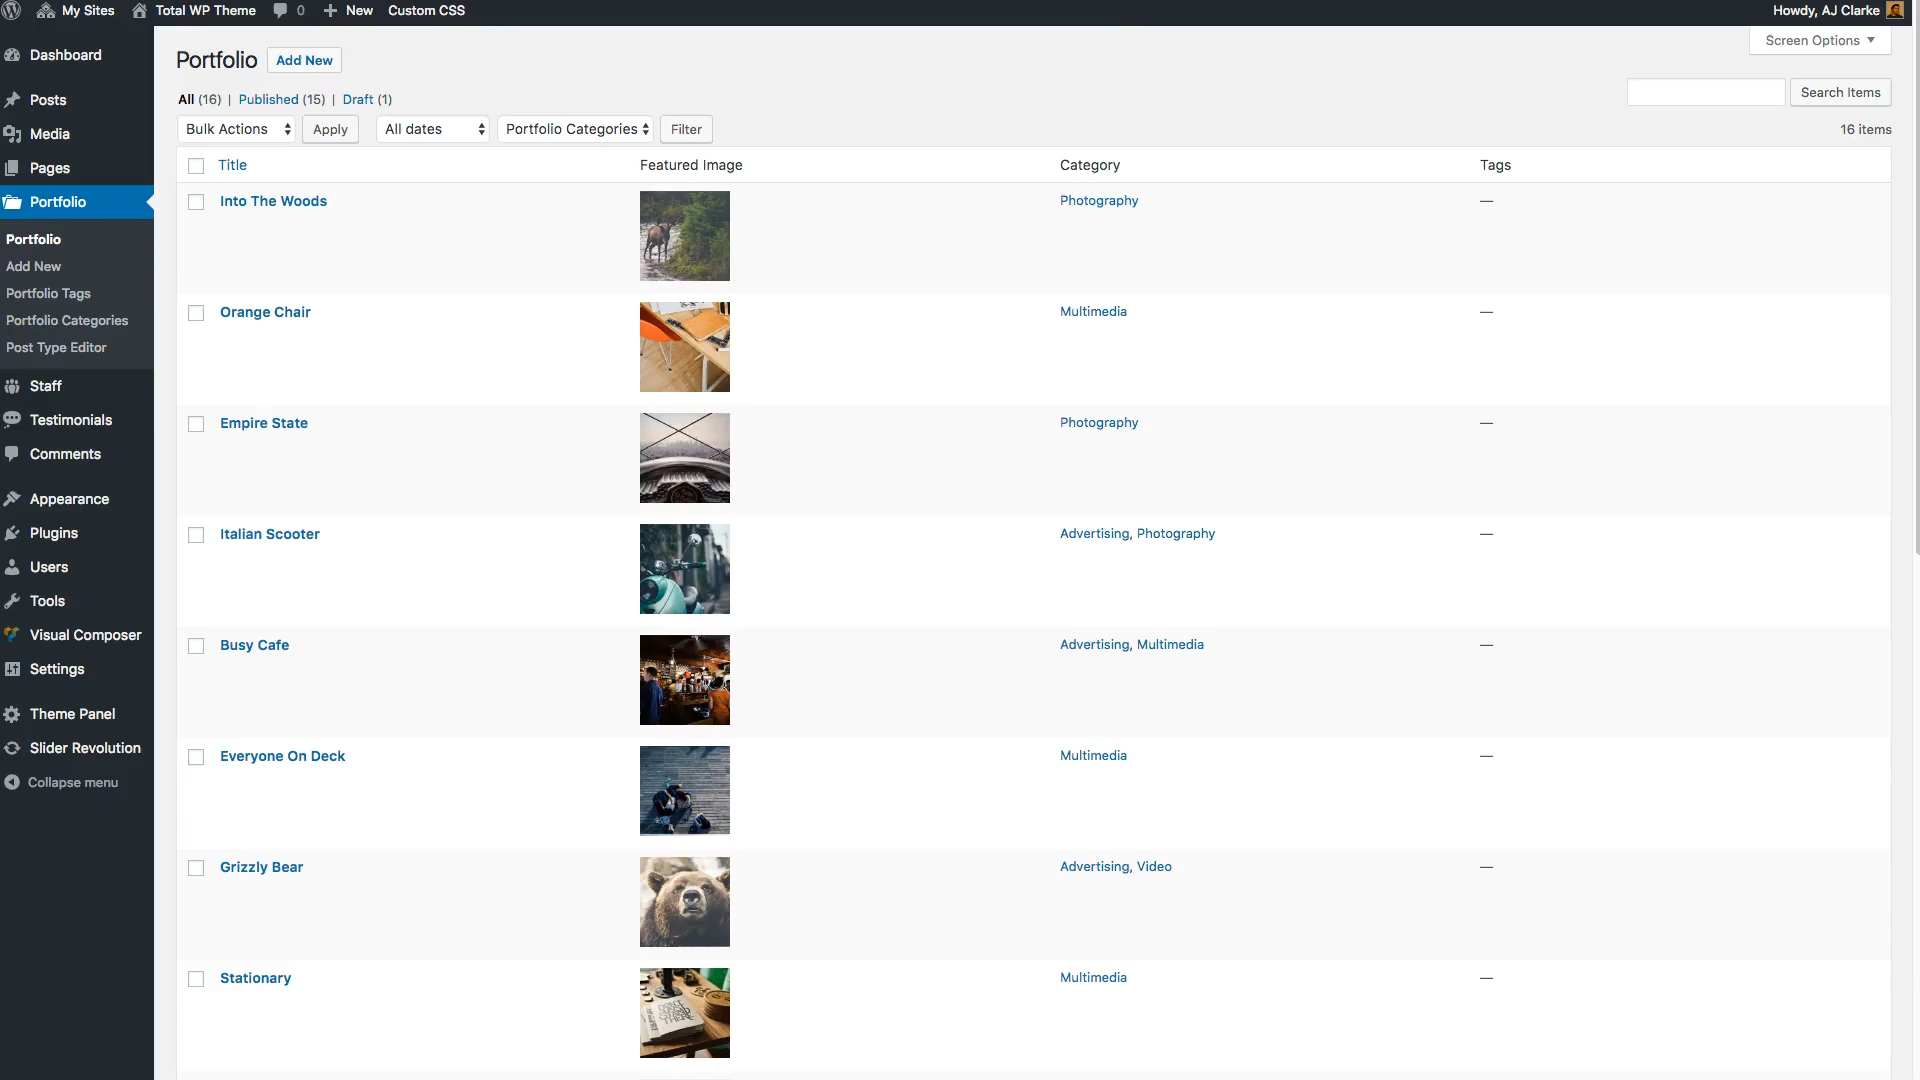 My Sites Total WP Theme 0 New Custom CSS Howdy, AJ Clarke
Dashboard
Posts
Media
Pages
Portfolio
Portfolio
Add New
Portfolio Tags
Portfolio Categories
Post Type Editor
Staff
Testimonials
Comments
Appearance
Plugins
Users
Tools
Visual Composer
Settings
Theme Panel
Slider Revolution
Collapse menu
Screen Options
Portfolio Add New
All (16) | Published (15) | Draft (1)
Search Items
Bulk Actions Apply All dates Portfolio Categories Filter 16 items
Title Featured Image Category Tags
Into The Woods Photography —
Orange Chair Multimedia —
Empire State Photography —
Italian Scooter Advertising, Photography —
Busy Cafe Advertising, Multimedia —
Everyone On Deck Multimedia —
Grizzly Bear Advertising, Video —
Stationary Multimedia —